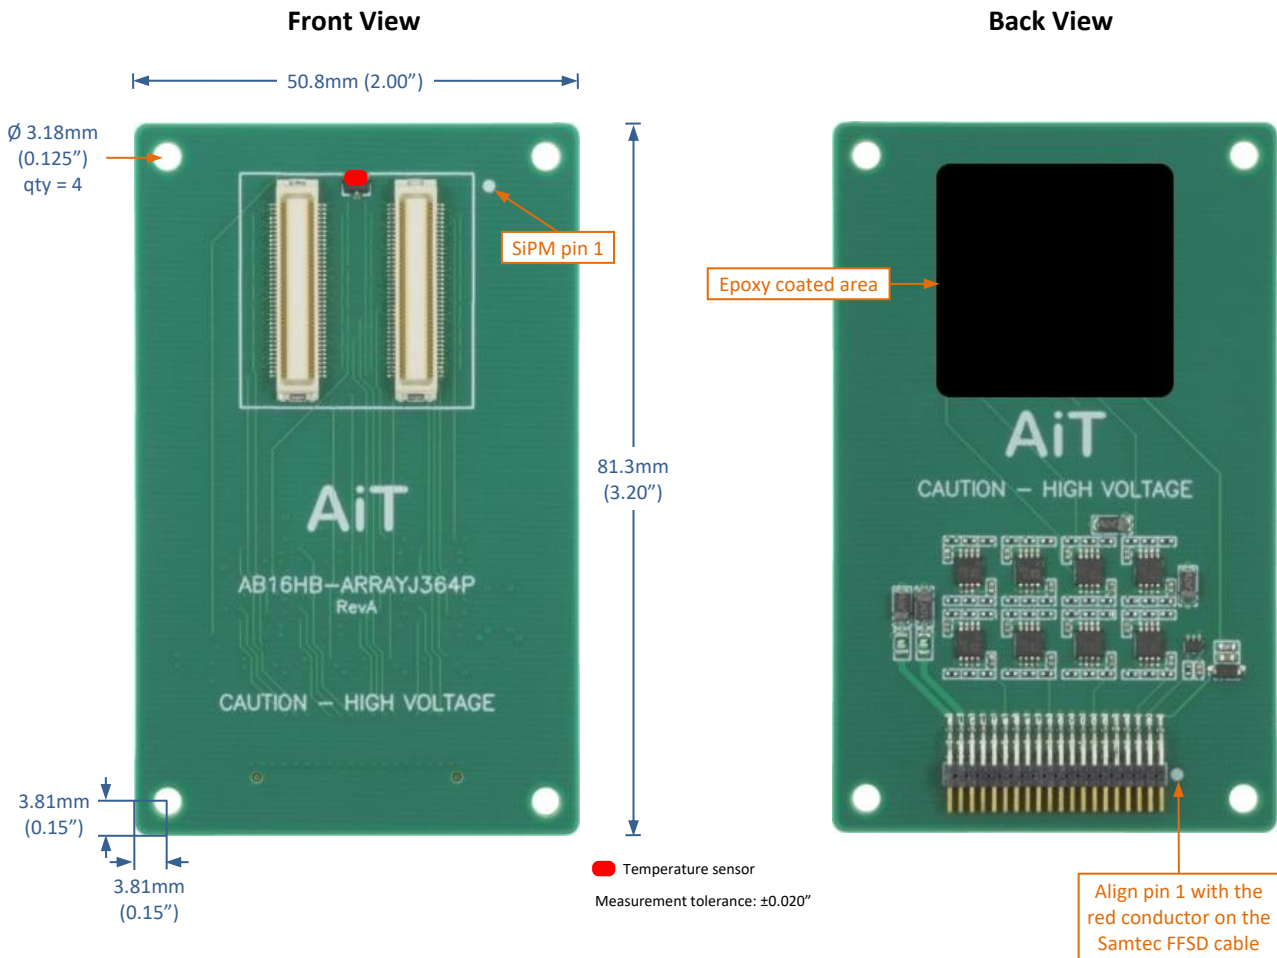 Front View
Back View
50.8mm (2.00”)
Ø 3.18mm
(0.125”)
qty = 4
SiPM pin 1
Epoxy coated area
81.3mm
(3.20”)
AiT
AB16HB-ARRAYJ364P
RevA
CAUTION - HIGH VOLTAGE
AiT
CAUTION - HIGH VOLTAGE
3.81mm
(0.15”)
3.81mm
(0.15”)
Temperature sensor
Measurement tolerance: ±0.020”
Align pin 1 with the
red conductor on the
Samtec FFSD cable